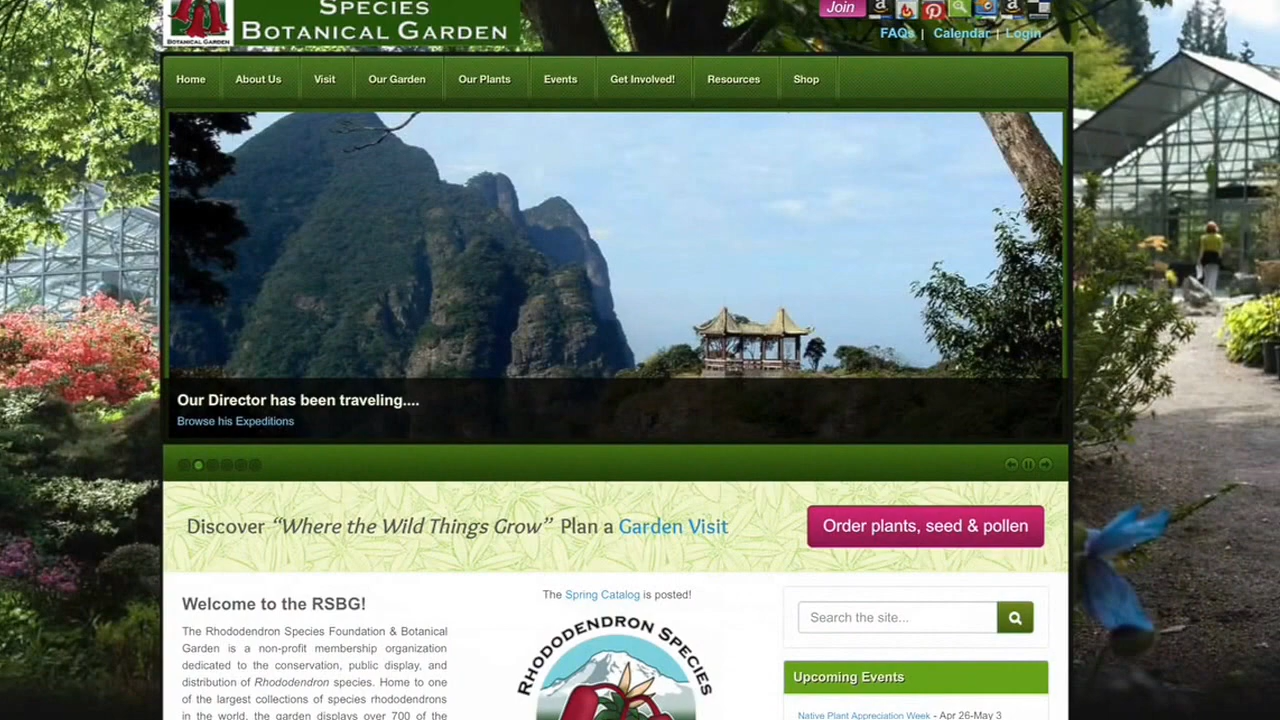 SPECIES
BOTANICAL GARDEN
BOTANICAL GARDEN
Join
FAQs | Calendar | Login
Home About Us Visit Our Garden Our Plants Events Get Involved! Resources Shop
Our Director has been traveling....
Browse his Expeditions
Discover “Where the Wild Things Grow” Plan a Garden Visit
Order plants, seed & pollen
Welcome to the RSBG!
The Rhododendron Species Foundation & Botanical
Garden is a non-profit membership organization
dedicated to the conservation, public display, and
distribution of Rhododendron species. Home to one
of the largest collections of species rhododendrons
in the world, the garden displays over 700 of the
The Spring Catalog is posted!
RHODODENDRON SPECIES
Search the site...
Upcoming Events
Native Plant Appreciation Week - Apr 26-May 3